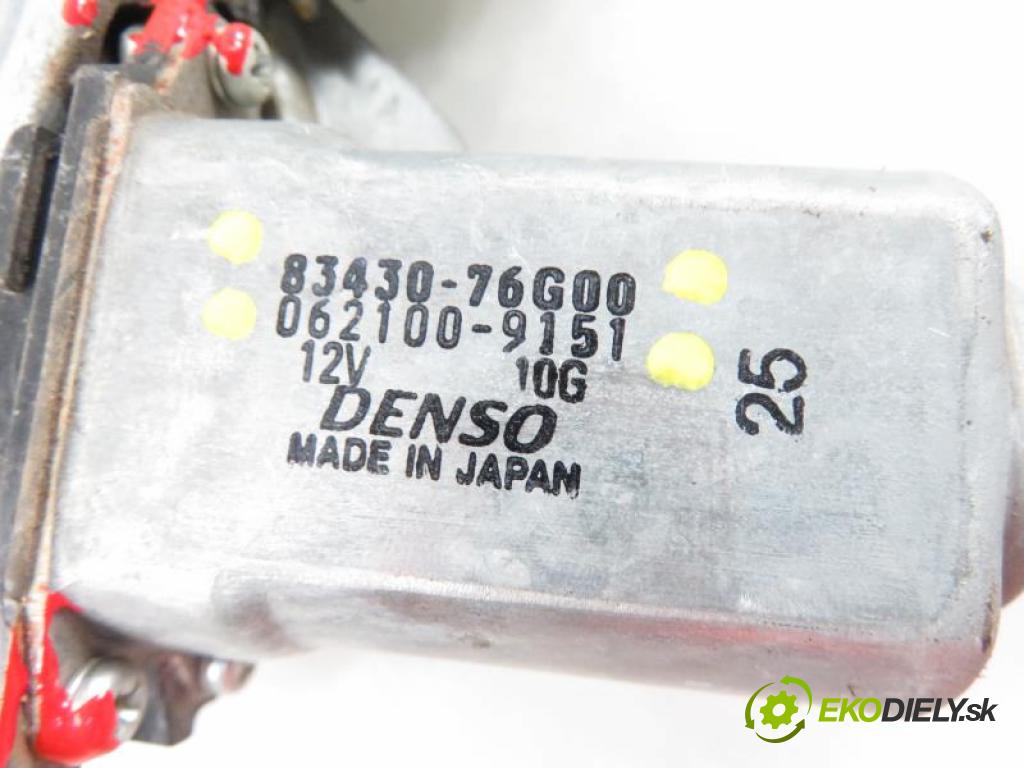 83430-76G00
062100-9151
12V 10G
DENSO
MADE IN JAPAN
25
EKODIELY.sk